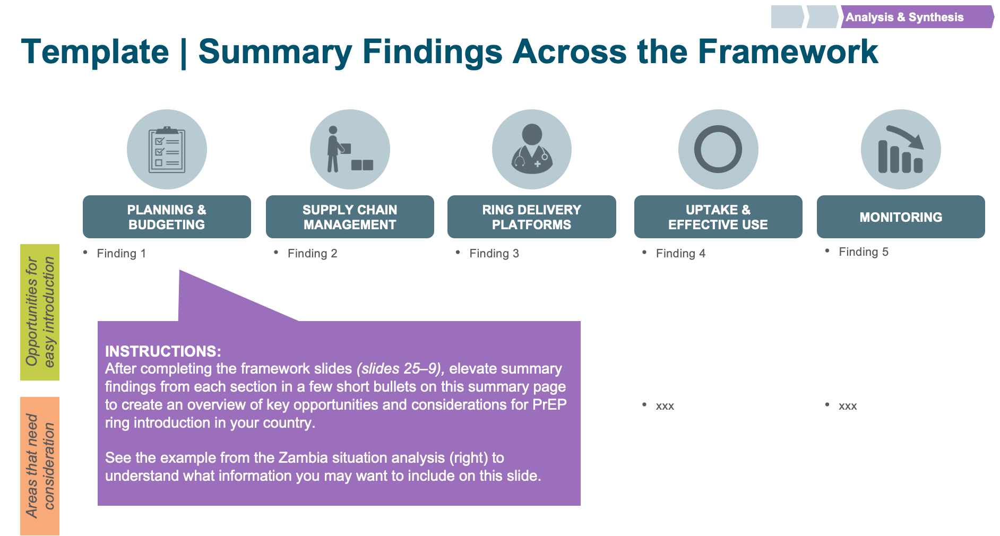 Analysis & Synthesis
Template | Summary Findings Across the Framework
PLANNING &
BUDGETING
SUPPLY CHAIN
MANAGEMENT
RING DELIVERY
PLATFORMS
UPTAKE &
EFFECTIVE USE
MONITORING
Opportunities for
easy introduction
• Finding 1
• Finding 2
• Finding 3
• Finding 4
• Finding 5
INSTRUCTIONS:
After completing the framework slides (slides 25–9), elevate summary
findings from each section in a few short bullets on this summary page
to create an overview of key opportunities and considerations for PrEP
ring introduction in your country.
See the example from the Zambia situation analysis (right) to
understand what information you may want to include on this slide.
Areas that need
consideration
• xxx
• xxx